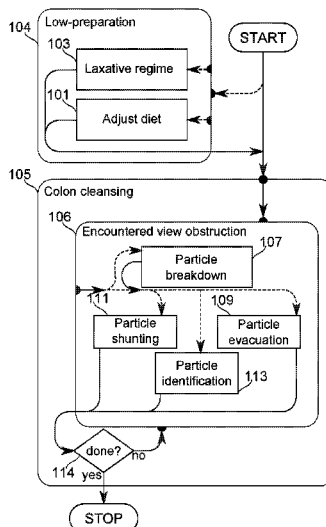 104
Low-preparation
103
Laxative regime
101
Adjust diet
START
105
Colon cleansing
106
Encountered view obstruction
107
Particle
breakdown
111
Particle
shunting
109
Particle
evacuation
Particle
identification
113
done?
no
114
yes
STOP